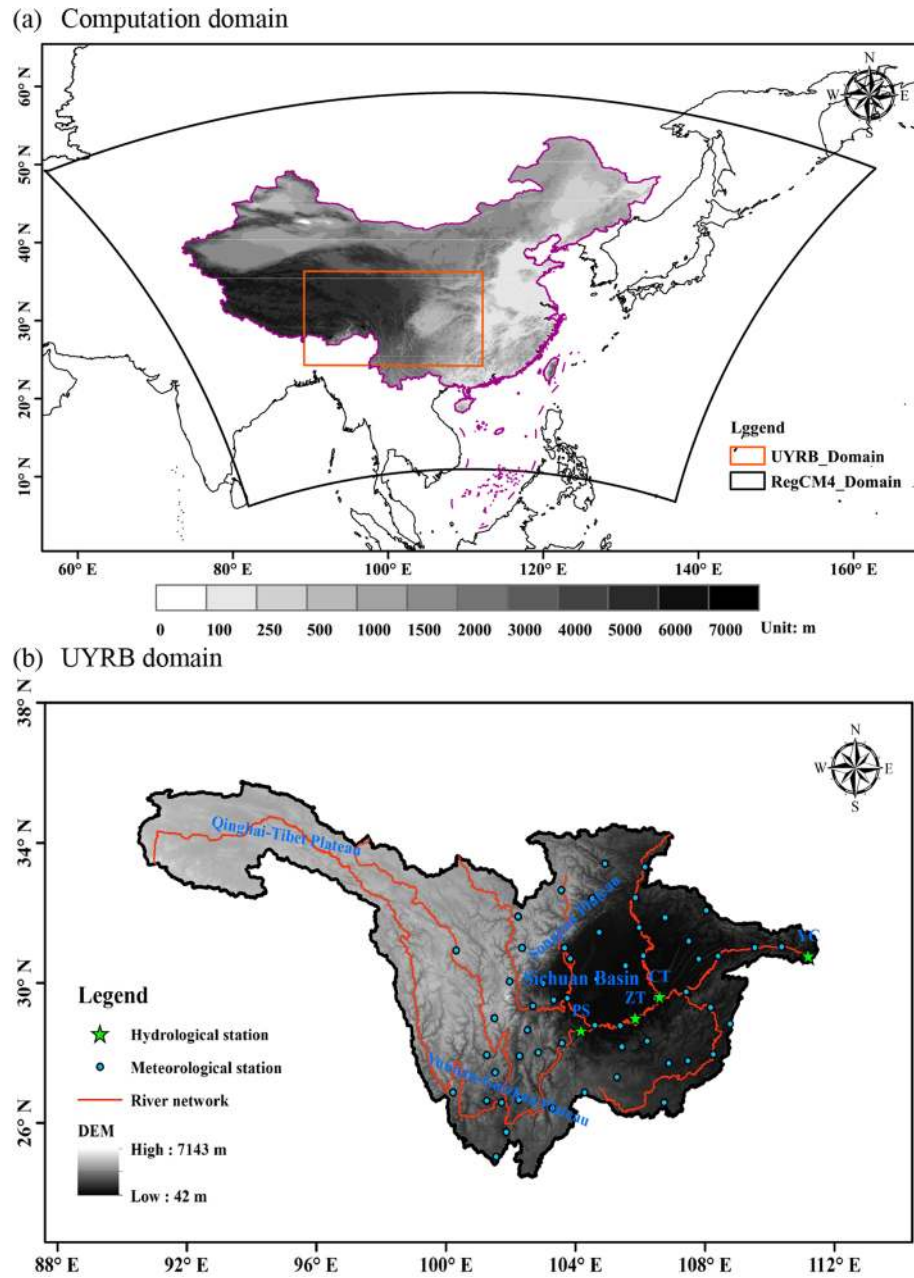 (a) Computation domain
N
W E
S
60° N
50° N
40° N
30° N
20° N
10° N
Lggend
UYRB_Domain
RegCM4_Domain
60° E 80° E 100° E 120° E 140° E 160° E
0 100 250 500 1000 1500 2000 3000 4000 5000 6000 7000 Unit: m
(b) UYRB domain
38° N
N
W E
S
Qinghai-Tibet Plateau
34° N
YC
Sichuan Basin
CT
30° N
ZT
PS
Legend
Hydrological station
Meteorological station
River network
26° N
DEM
High : 7143 m
Low : 42 m
88° E 92° E 96° E 100° E 104° E 108° E 112° E